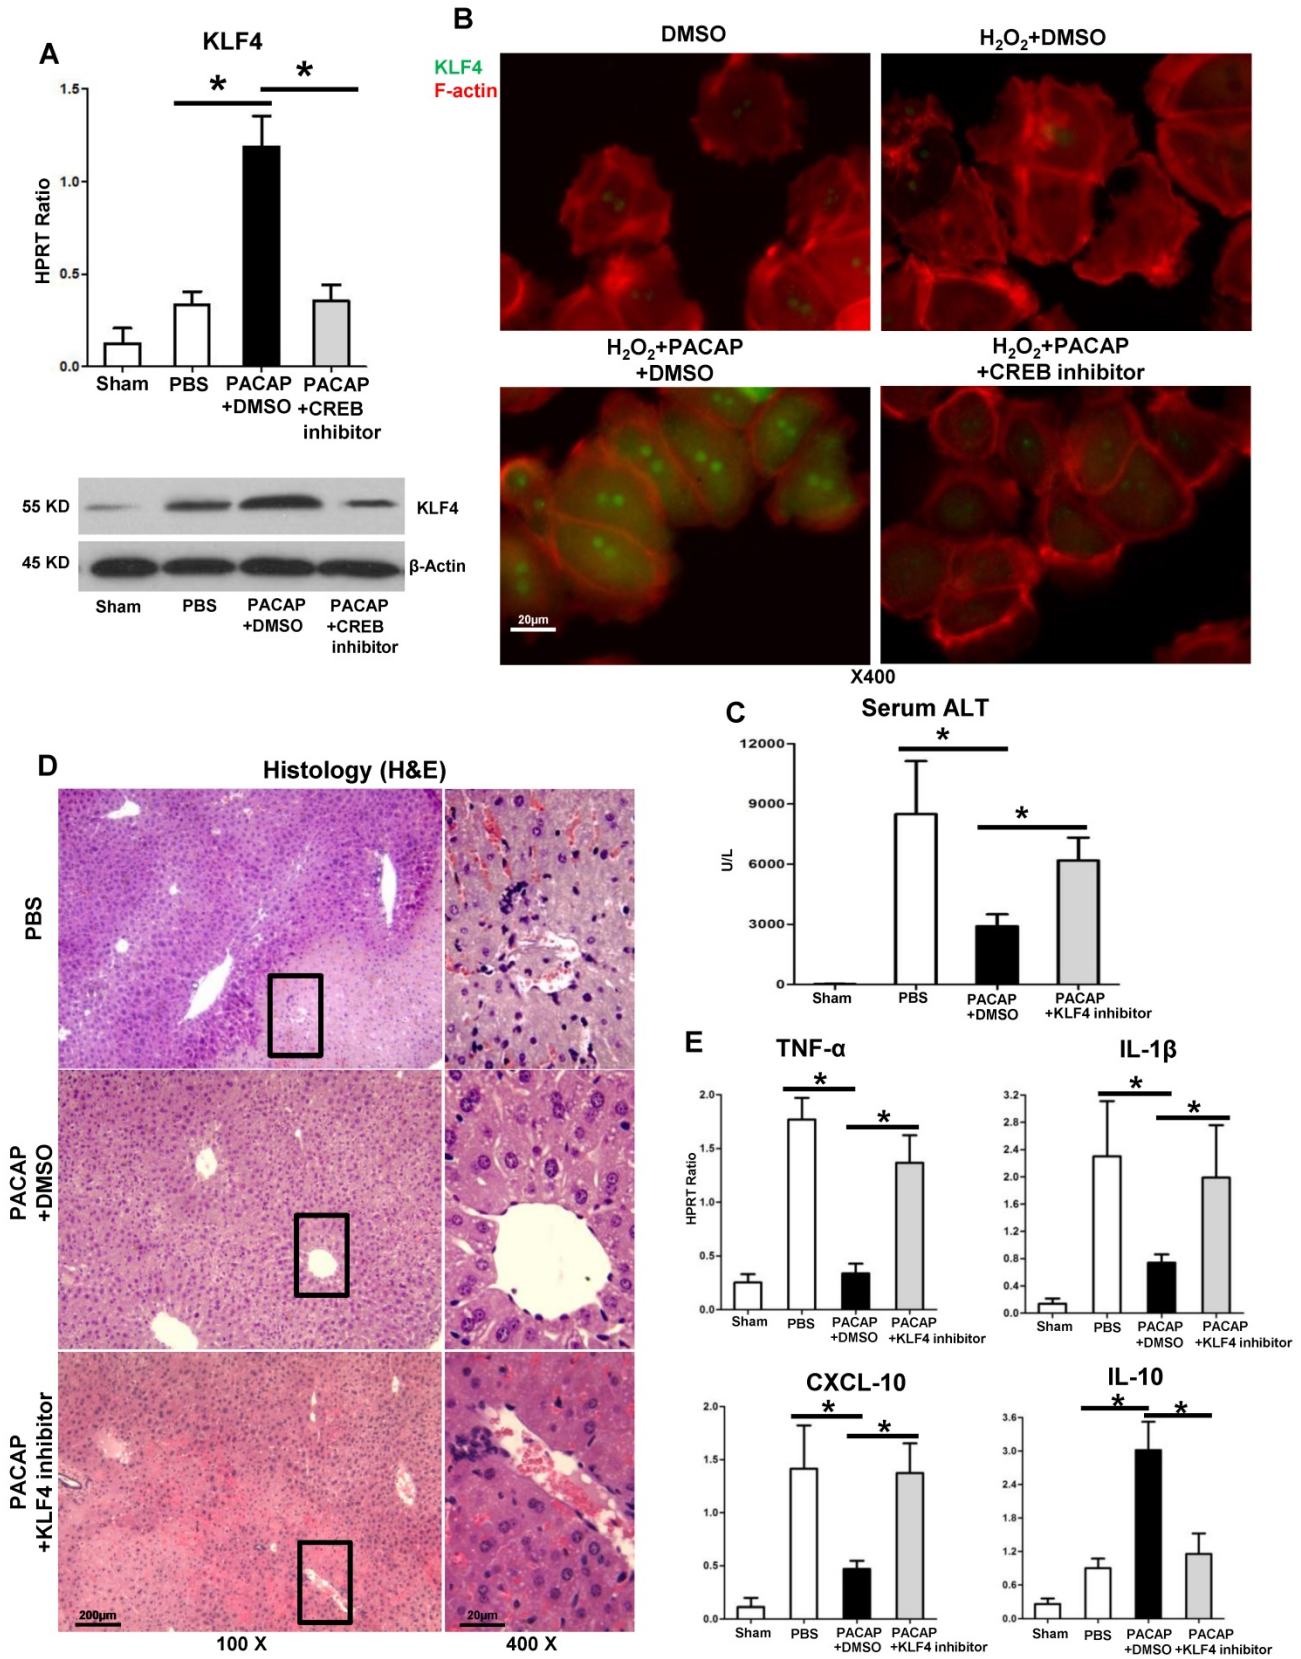 A
KLF4
*
*
1.5
1.0
0.5
0.0
HPRT Ratio
Sham
PBS
PACAP
+DMSO
PACAP
+CREB
inhibitor
55 KD
KLF4
45 KD
β-Actin
Sham
PBS
PACAP
+DMSO
PACAP
+CREB
inhibitor
B
KLF4
F-actin
DMSO
H₂O₂+DMSO
H₂O₂+PACAP
+DMSO
H₂O₂+PACAP
+CREB inhibitor
20μm
X400
C
Serum ALT
*
*
12000
9000
6000
3000
0
U/L
Sham
PBS
PACAP
+DMSO
PACAP
+KLF4 inhibitor
D
Histology (H&E)
PBS
PACAP
+DMSO
PACAP
+KLF4 inhibitor
200μm
20μm
100 X
400 X
E
TNF-α
*
*
2.0
1.5
1.0
0.5
0.0
HPRT Ratio
Sham
PBS
PACAP
+DMSO
PACAP
+KLF4 inhibitor
IL-1β
*
*
3.2
2.8
2.4
2.0
1.6
1.2
0.8
0.4
0.0
Sham
PBS
PACAP
+DMSO
PACAP
+KLF4 inhibitor
CXCL-10
*
*
2.0
1.5
1.0
0.5
0.0
Sham
PBS
PACAP
+DMSO
PACAP
+KLF4 inhibitor
IL-10
*
*
3.6
3.0
2.4
1.8
1.2
0.6
0.0
Sham
PBS
PACAP
+DMSO
PACAP
+KLF4 inhibitor